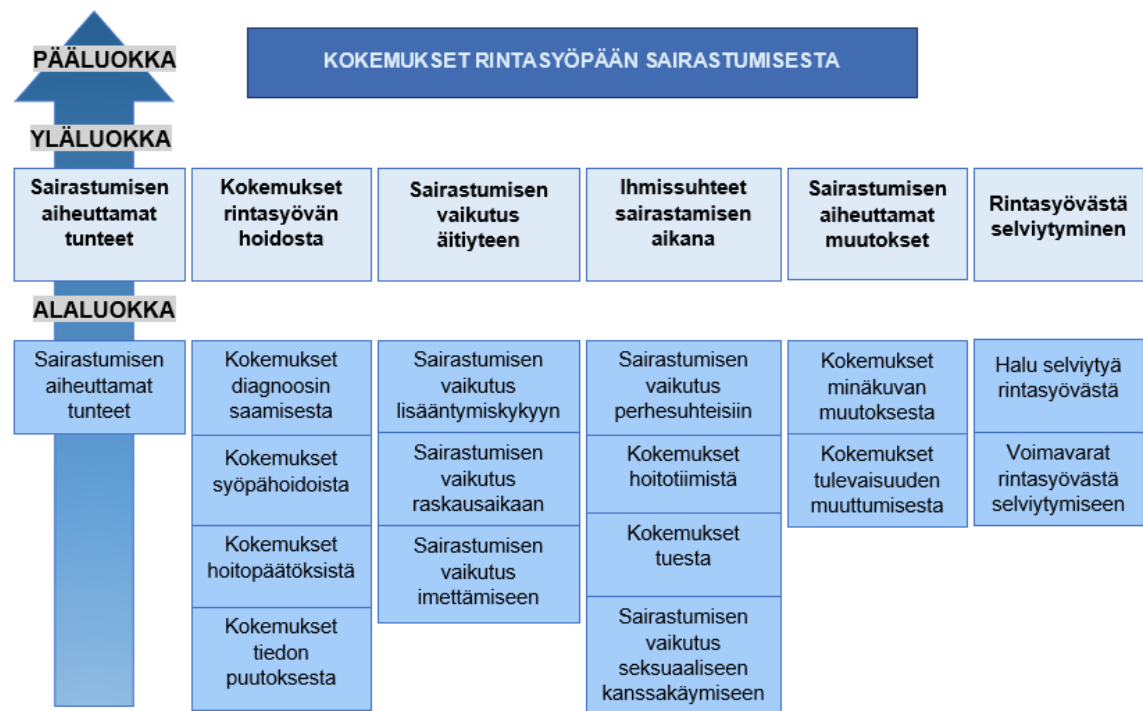 PÄÄLUOKKA
KOKEMUKSET RINTASYÖPÄÄN SAIRASTUMISESTA
YLÄLUOKKA
Sairastumisen
aiheuttamat
tunteet
Kokemukset
rintasyövän
hoidosta
Sairastumisen
vaikutus
äitiyteen
Ihmissuhteet
sairastamisen
aikana
Sairastumisen
aiheuttamat
muutokset
Rintasyövästä
selviytyminen
ALALUOKKA
Sairastumisen
aiheuttamat
tunteet
Kokemukset
diagnoosin
saamisesta
Kokemukset
syöpähoidoista
Kokemukset
hoitopäätöksistä
Kokemukset
tiedon
puutoksesta
Sairastumisen
vaikutus
lisääntymiskykyyn
Sairastumisen
vaikutus
raskausaikaan
Sairastumisen
vaikutus
imettämiseen
Sairastumisen
vaikutus
perhesuhteisiin
Kokemukset
hoitotiimistä
Kokemukset
tuesta
Sairastumisen
vaikutus
seksuaaliseen
kanssakäymiseen
Kokemukset
minäkuvan
muutoksesta
Kokemukset
tulevaisuuden
muuttumisesta
Halu selviytyä
rintasyövästä
Voimavarat
rintasyövästä
selviytymiseen